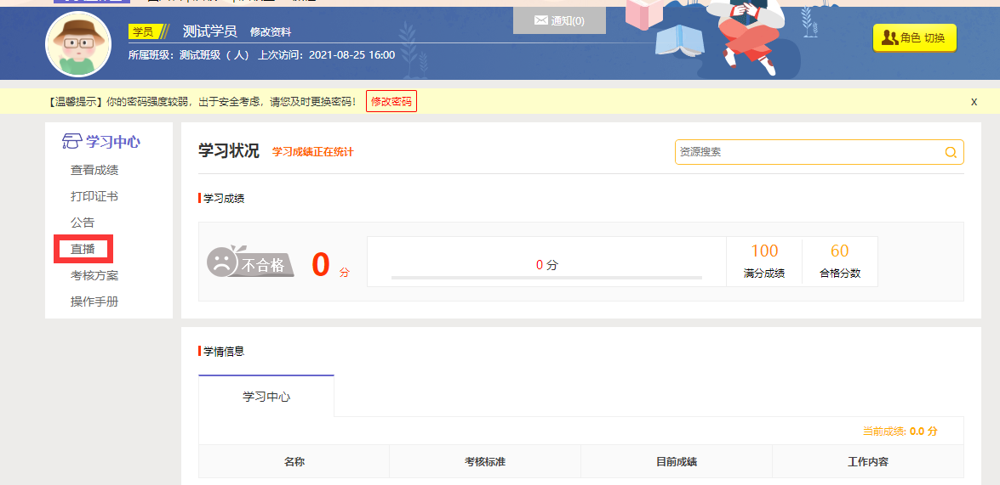 通知(0)
学员 测试学员 修改资料
角色 切换
所属班级：测试班级（ 人） 上次访问：2021-08-25 16:00
【温馨提示】你的密码强度较弱，出于安全考虑，请您及时更换密码！ 修改密码 X
学习中心
查看成绩
打印证书
公告
直播
考核方案
操作手册
学习状况 学习成绩正在统计 资源搜索
学习成绩
不合格 0 分
0 分
100
满分成绩
60
合格分数
学情信息
学习中心
当前成绩: 0.0 分
名称 考核标准 目前成绩 工作内容